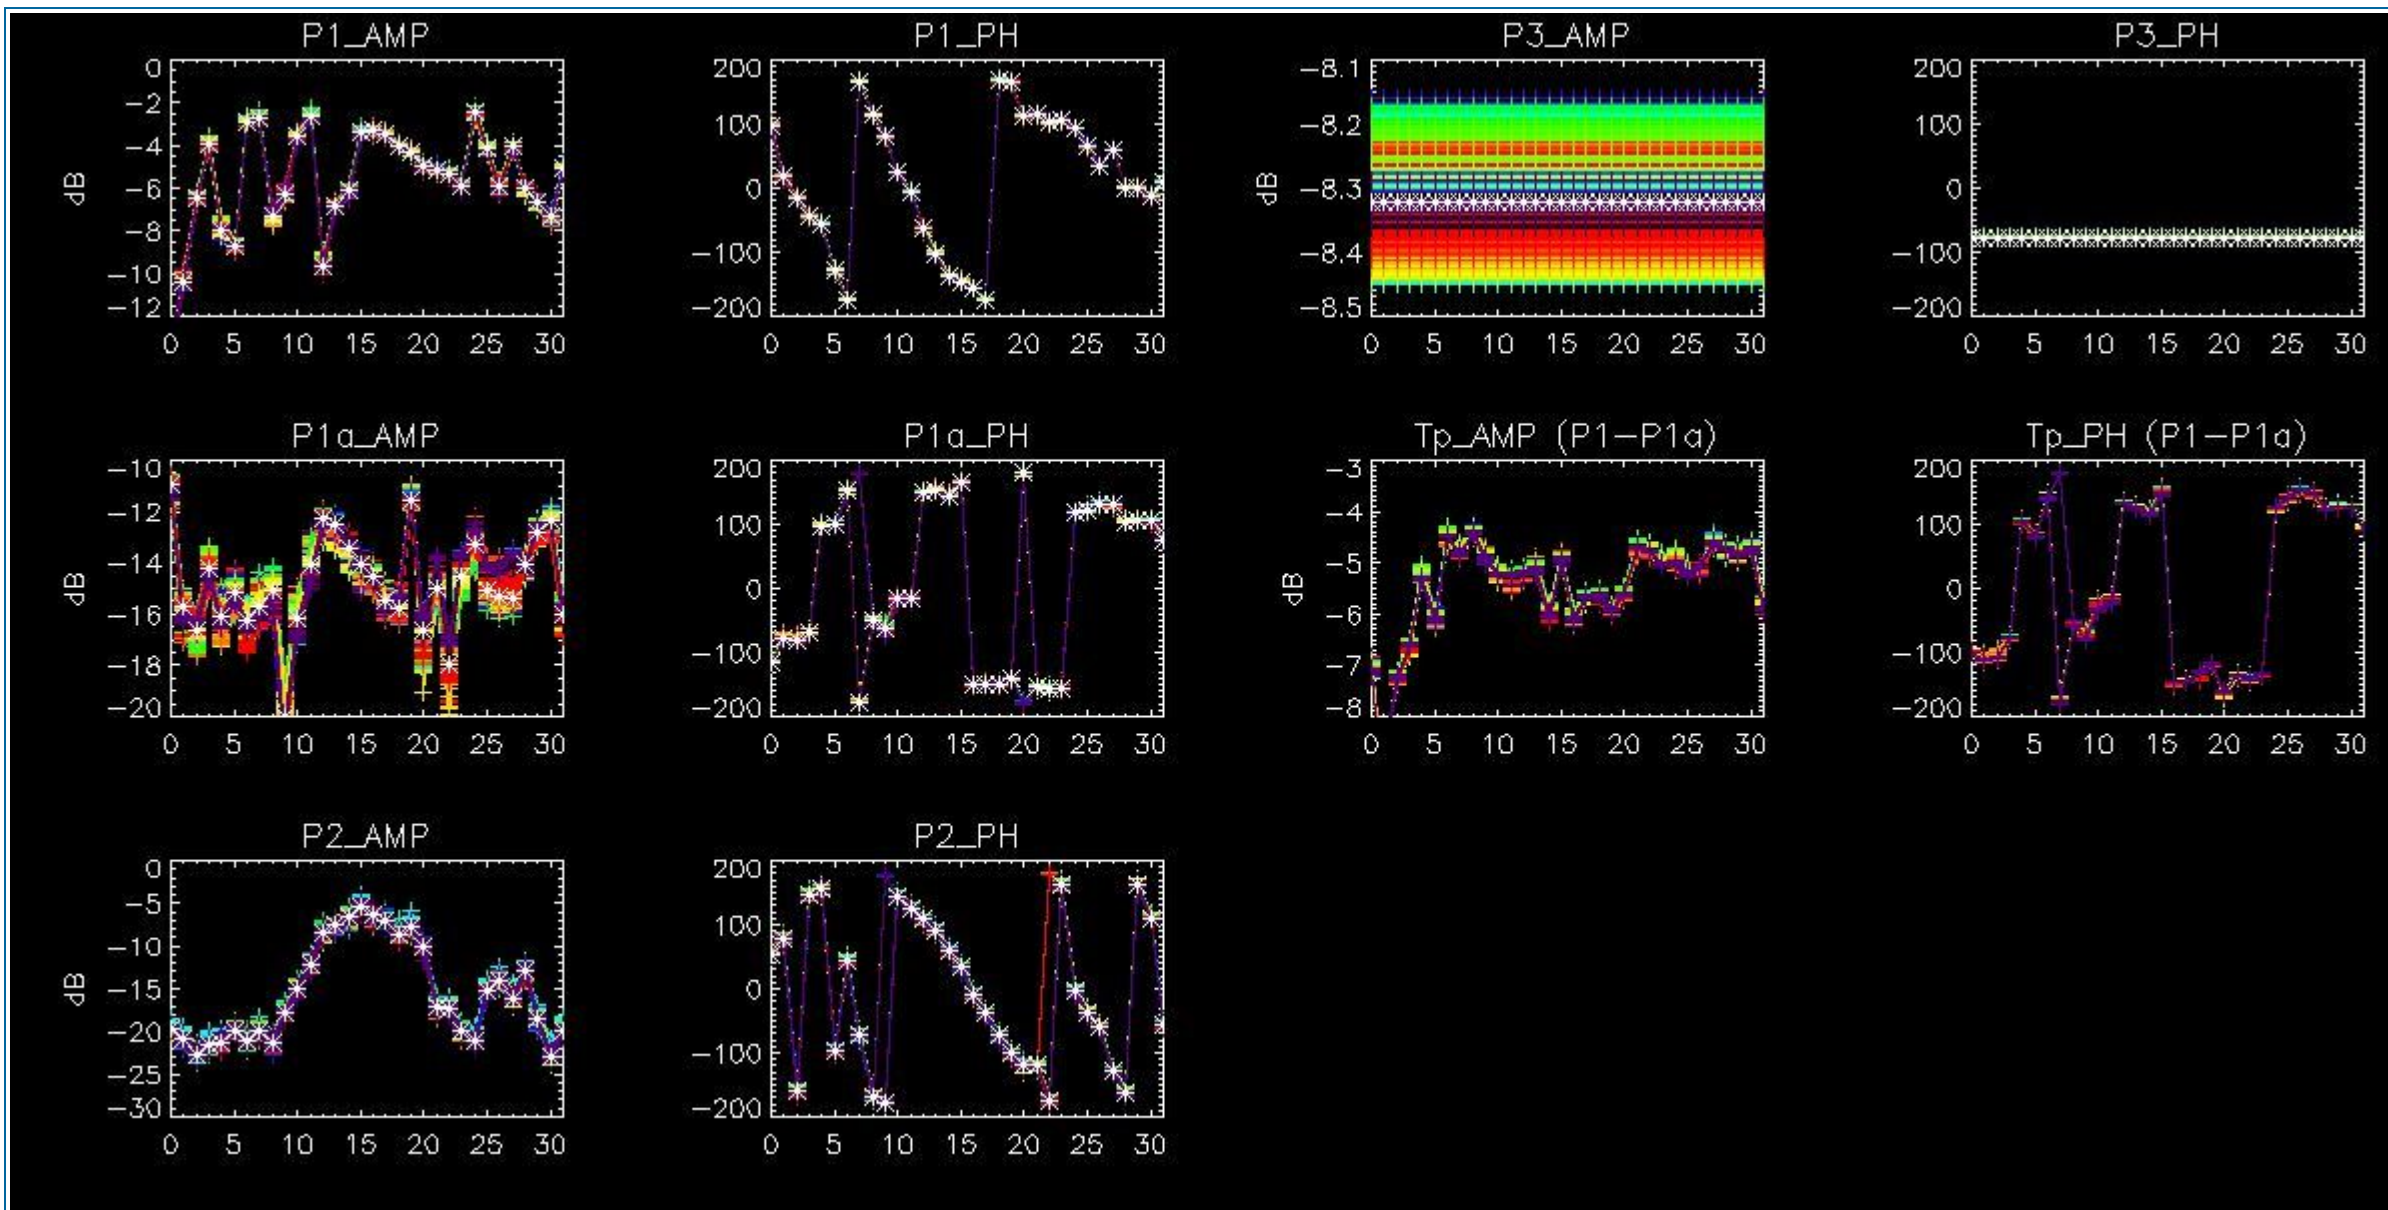 P1_AMP
dB
0
−2
−4
−6
−8
−10
−12
0 5 10 15 20 25 30
P1_PH
200
100
0
−100
−200
0 5 10 15 20 25 30
P3_AMP
dB
−8.1
−8.2
−8.3
−8.4
−8.5
0 5 10 15 20 25 30
P3_PH
200
100
0
−100
−200
0 5 10 15 20 25 30
P1a_AMP
dB
−10
−12
−14
−16
−18
−20
0 5 10 15 20 25 30
P1a_PH
200
100
0
−100
−200
0 5 10 15 20 25 30
Tp_AMP (P1−P1a)
dB
−3
−4
−5
−6
−7
−8
0 5 10 15 20 25 30
Tp_PH (P1−P1a)
200
100
0
−100
−200
0 5 10 15 20 25 30
P2_AMP
dB
0
−5
−10
−15
−20
−25
−30
0 5 10 15 20 25 30
P2_PH
200
100
0
−100
−200
0 5 10 15 20 25 30